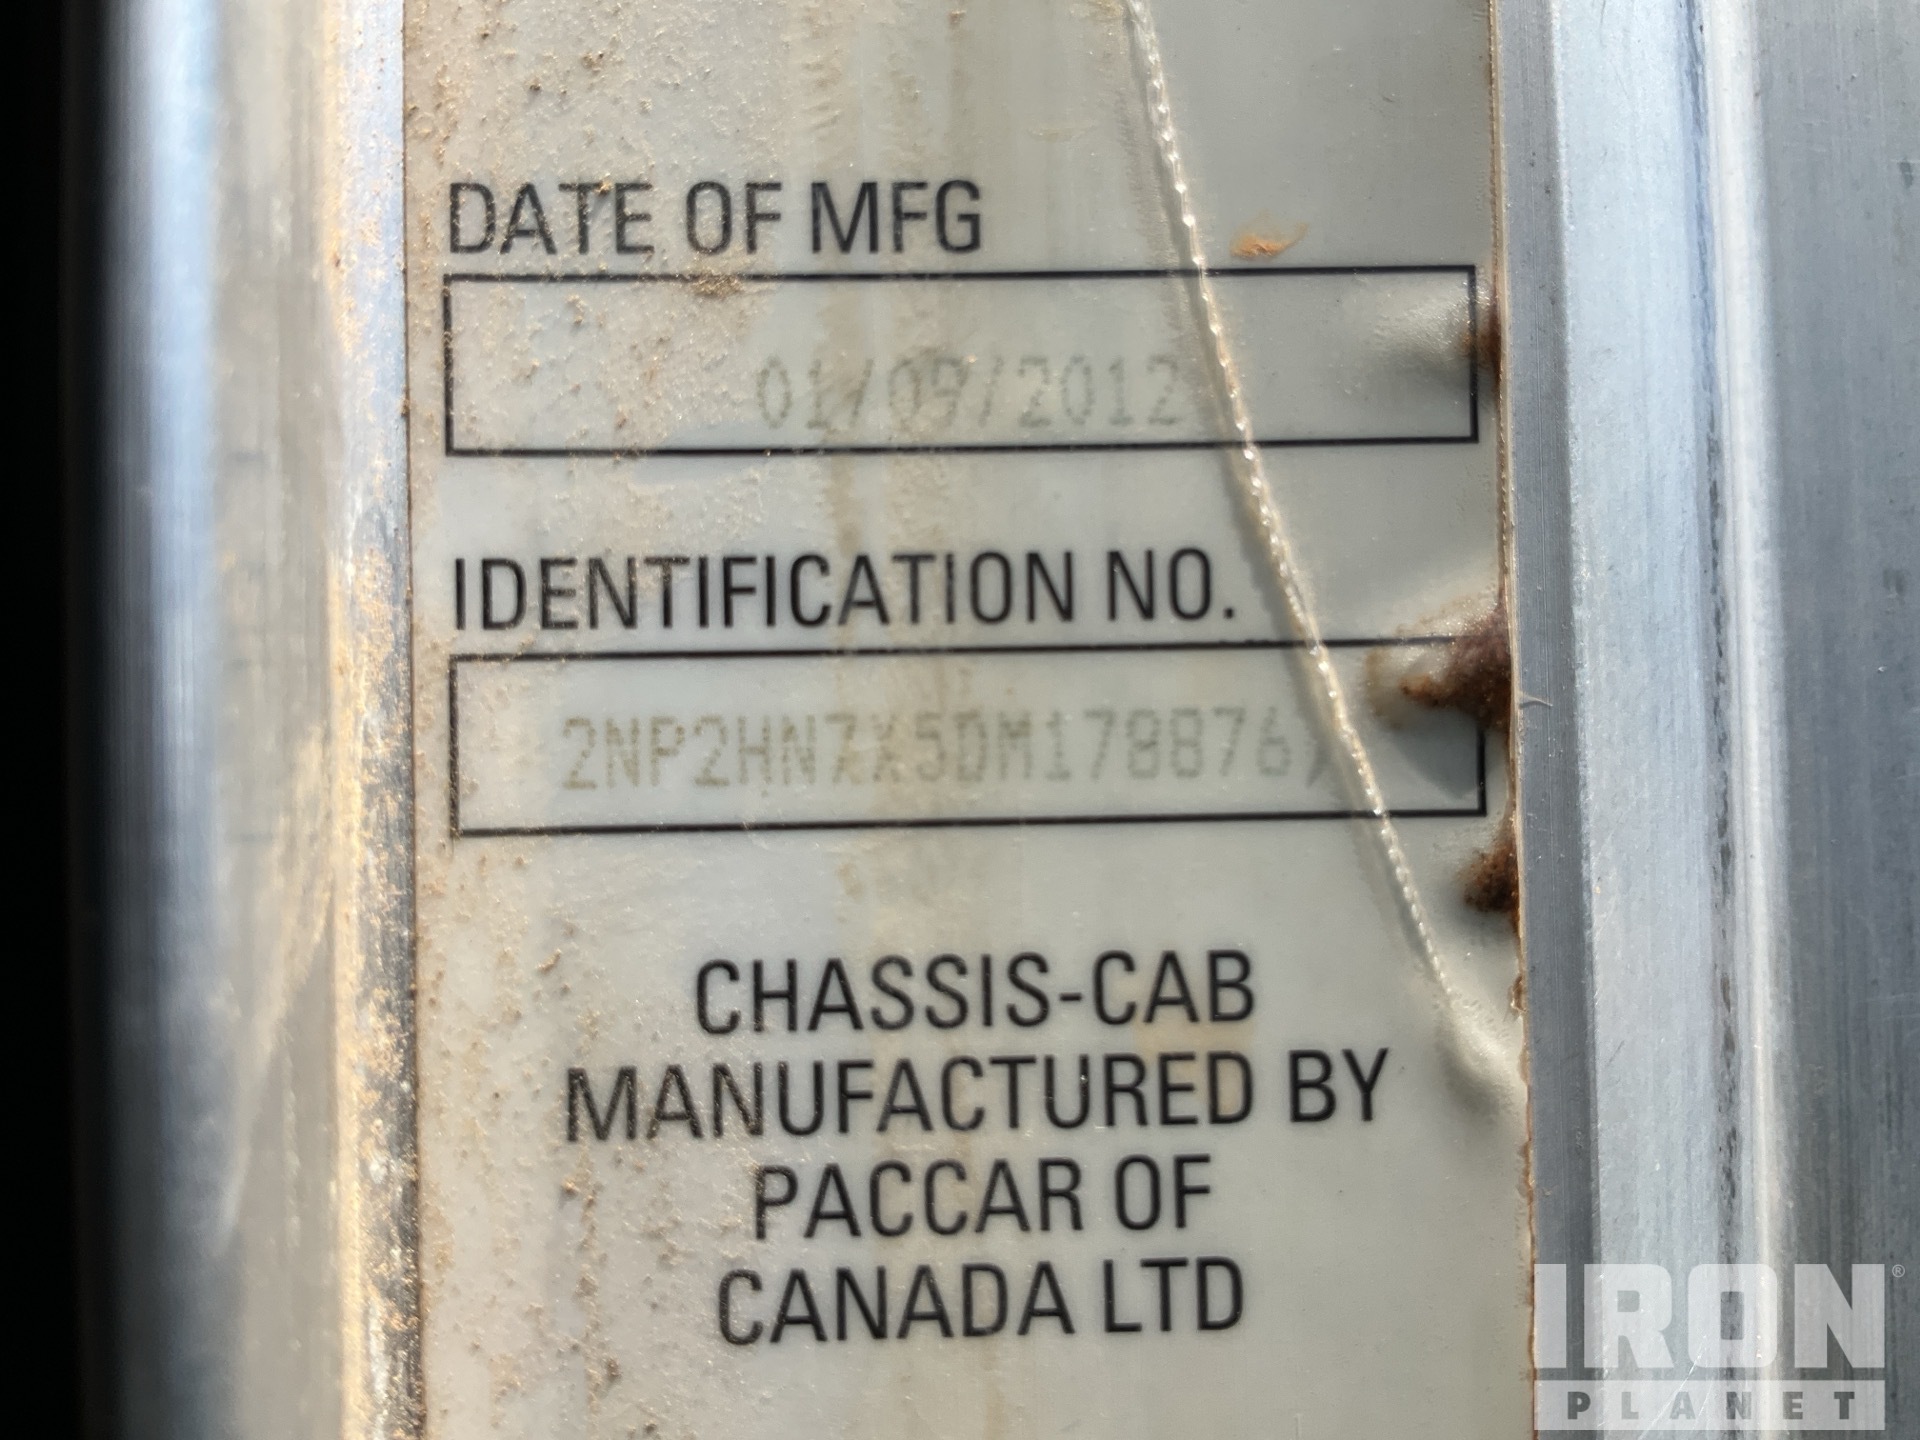 DATE OF MFG
01/09/2012
IDENTIFICATION NO.
2NP2HN7X5DM178876
CHASSIS-CAB
MANUFACTURED BY
PACCAR OF
CANADA LTD
IRON®
PLANET